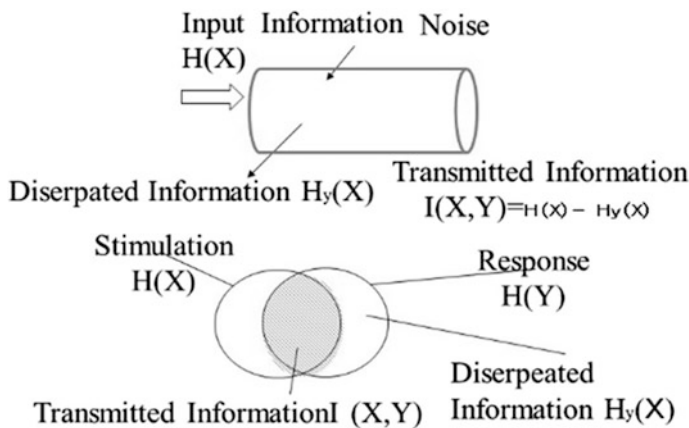 Input Information Noise
H(X)
Diserpated Information Hy(X)
Transmitted Information
I(X,Y)=H(X) - Hy(X)
Stimulation
H(X)
Response
H(Y)
Diserpeated
Information Hy(X)
Transmitted InformationI (X,Y)